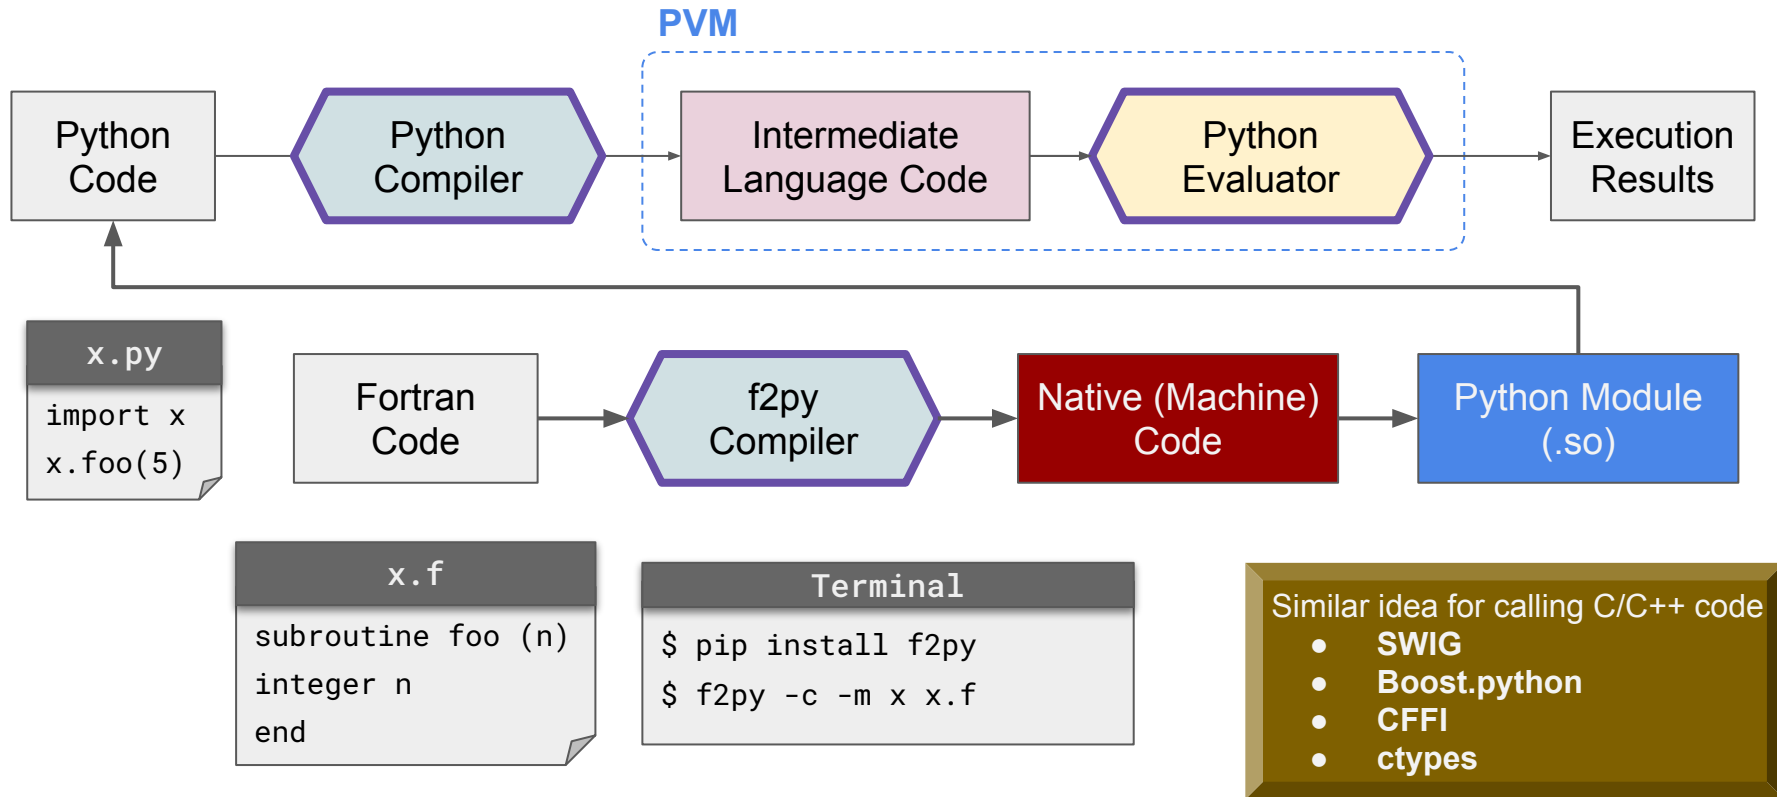 PVM
Python
Code
Python
Compiler
Intermediate
Language Code
Python
Evaluator
Execution
Results
x.py
import x
x.foo(5)
Fortran
Code
f2py
Compiler
Native (Machine)
Code
Python Module
(.so)
x.f
subroutine foo (n)
integer n
end
Terminal
$ pip install f2py
$ f2py -c -m x x.f
Similar idea for calling C/C++ code
● SWIG
● Boost.python
● CFFI
● ctypes